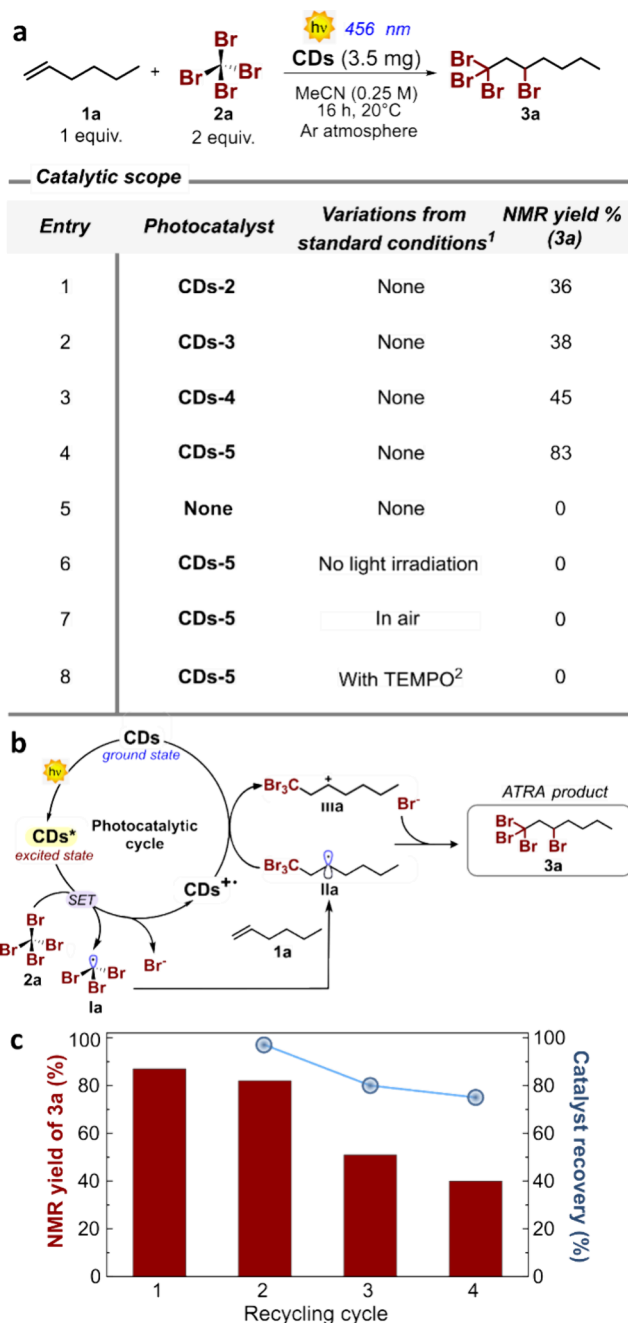 a
hν 456 nm
CDs (3.5 mg)
MeCN (0.25 M)
16 h, 20°C
Ar atmosphere
+
Br
Br
Br
Br
Br
Br
Br
Br
1a
1 equiv.
2a
2 equiv.
3a
Catalytic scope
Entry Photocatalyst Variations from standard conditions¹ NMR yield % (3a)
1 CDs-2 None 36
2 CDs-3 None 38
3 CDs-4 None 45
4 CDs-5 None 83
5 None None 0
6 CDs-5 No light irradiation 0
7 CDs-5 In air 0
8 CDs-5 With TEMPO² 0
b
CDs
ground state
hν
CDs*
excited state
Photocatalytic
cycle
SET
CDs+·
Br
Br
Br
Br
2a
Br
Br
Br
Ia
Br-
Br3C
+
IIIa
Br-
Br3C
IIa
1a
ATRA product
Br
Br
Br
Br
3a
c
NMR yield of 3a (%)
100
80
60
40
20
0
1 2 3 4
Recycling cycle
100
80
60
40
20
0
Catalyst recovery (%)